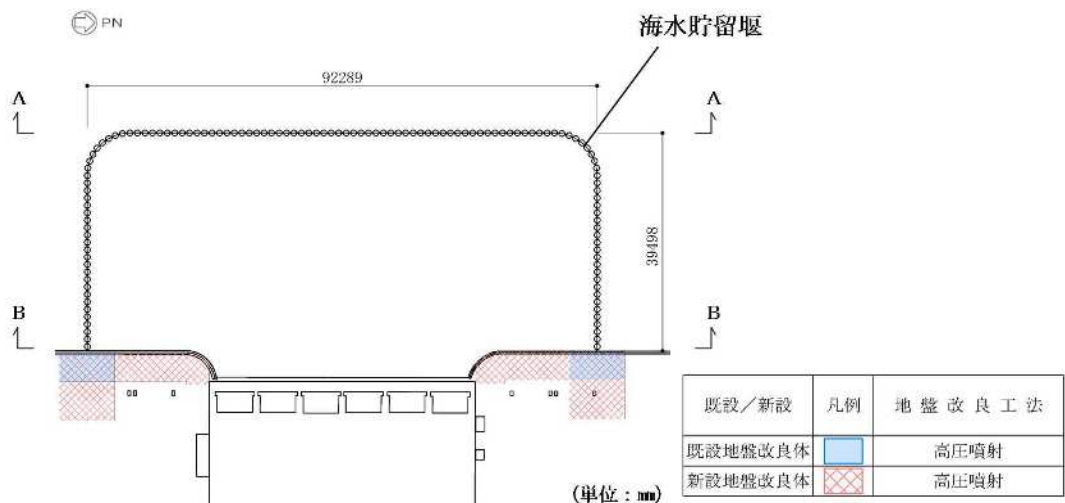 PN
海水貯留堰
92289
A
A
39498
B
B
(単位：mm)
既設／新設 凡例 地盤改良工法
既設地盤改良体 高圧噴射
新設地盤改良体 高圧噴射